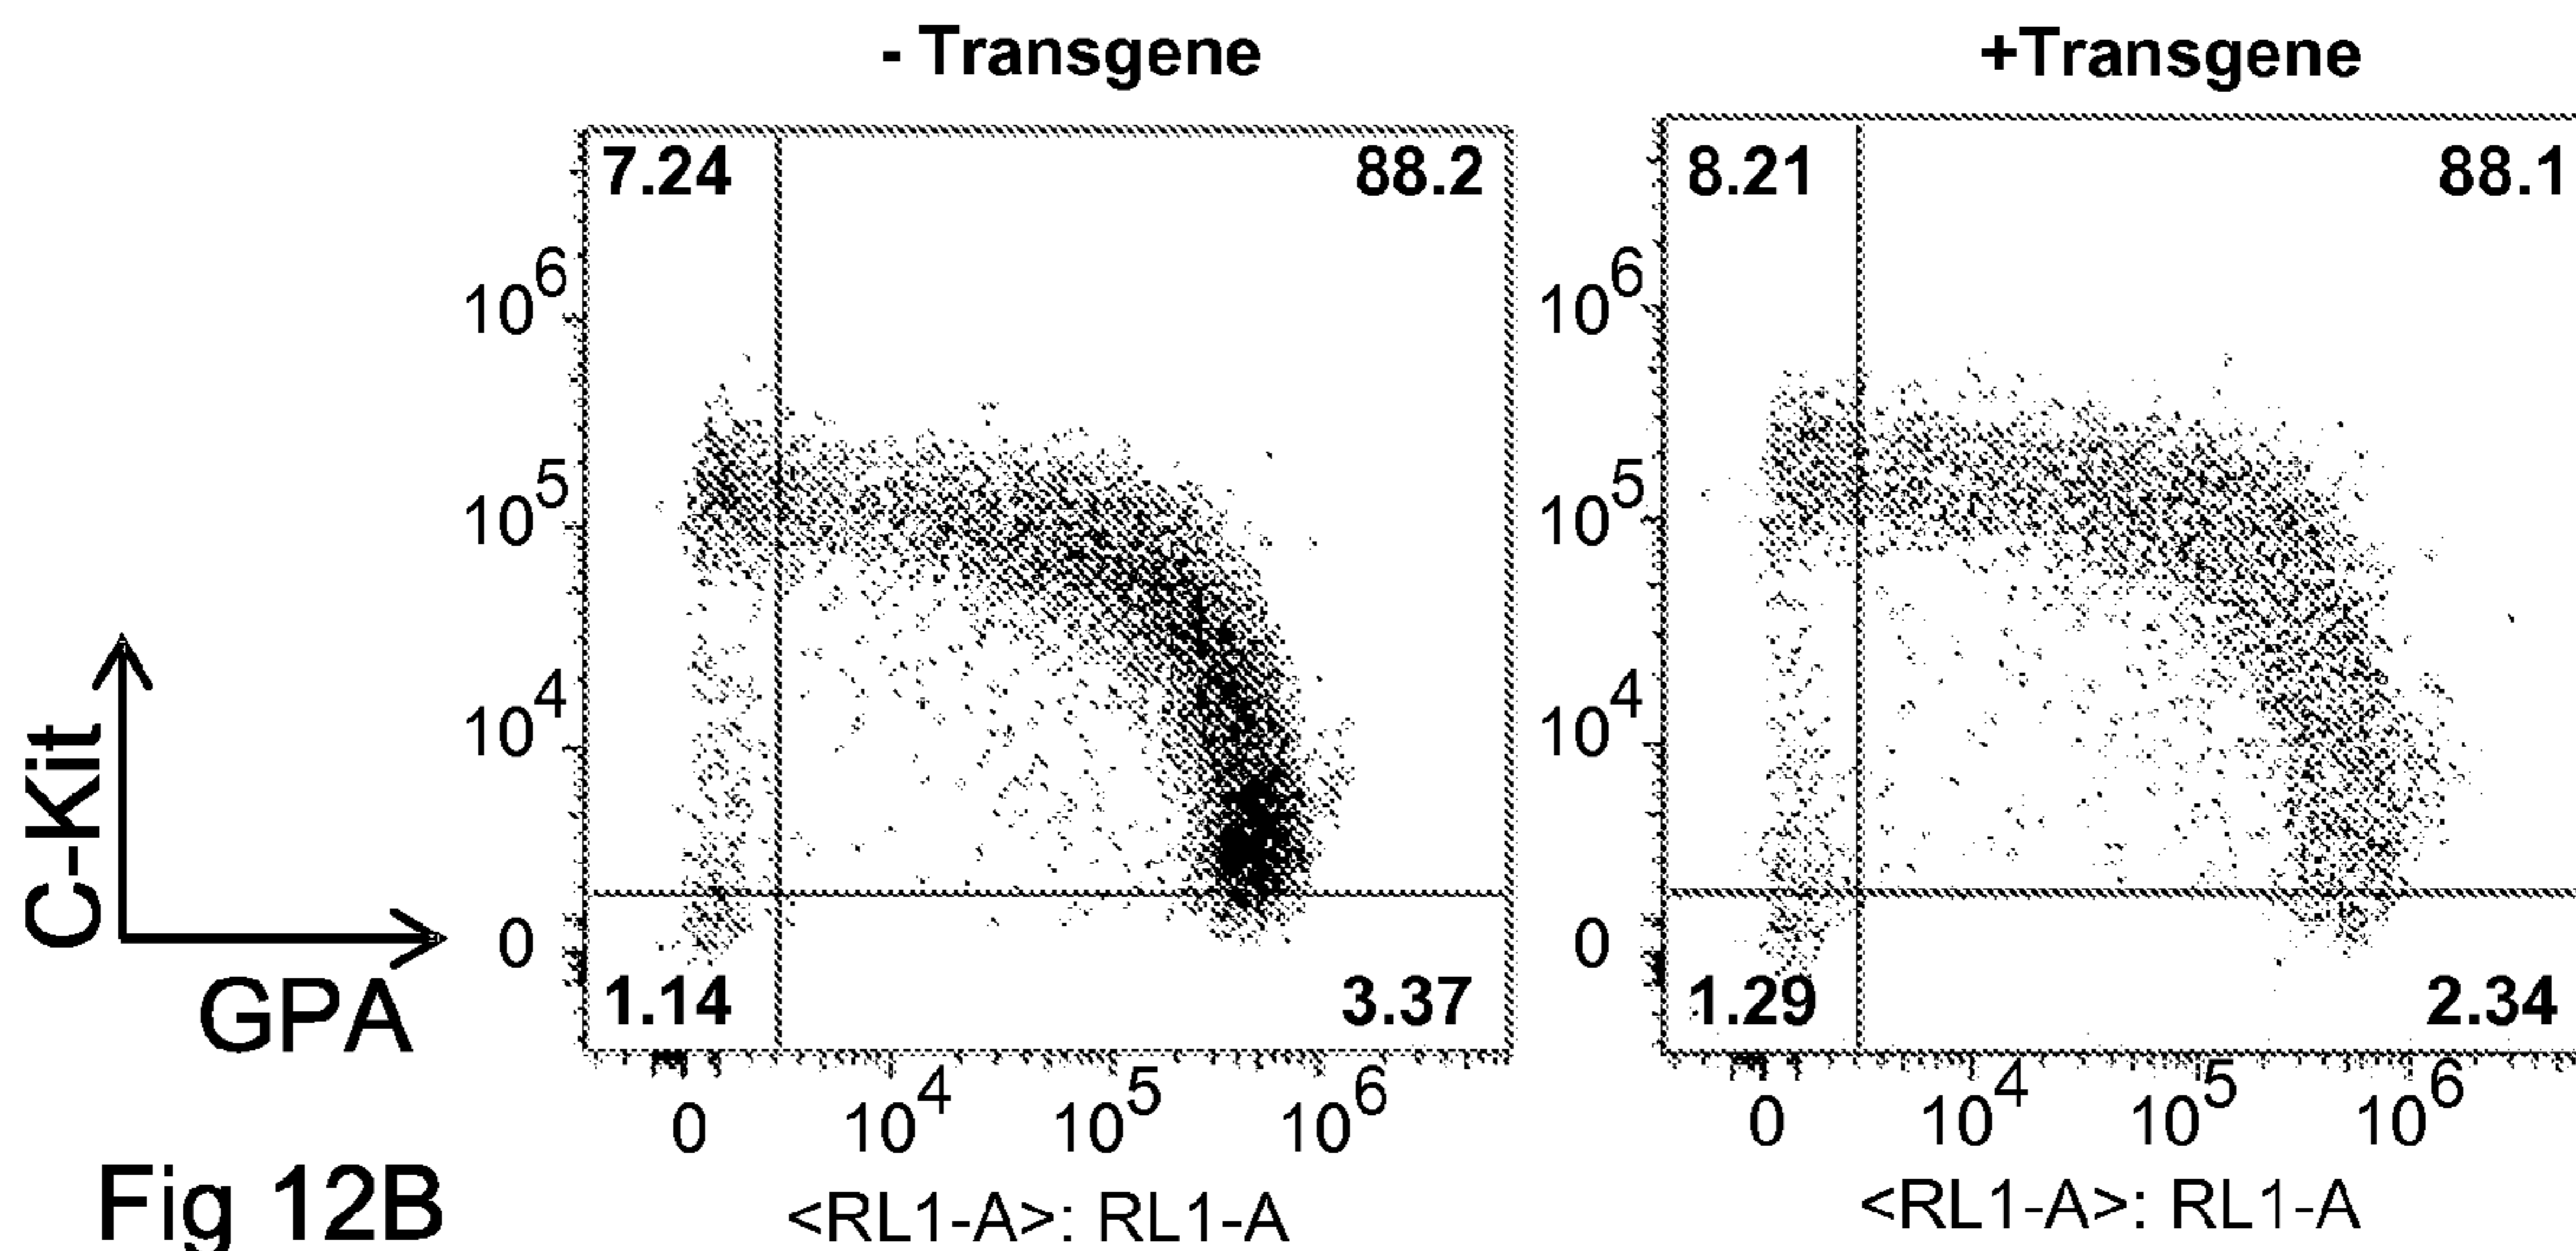 - Transgene
7.24 88.2
10^6
10^5
10^4
0
1.14 3.37
0 10^4 10^5 10^6
<RL1-A>: RL1-A
+Transgene
8.21 88.1
10^6
10^5
10^4
0
1.29 2.34
0 10^4 10^5 10^6
<RL1-A>: RL1-A
C-Kit
GPA
Fig 12B